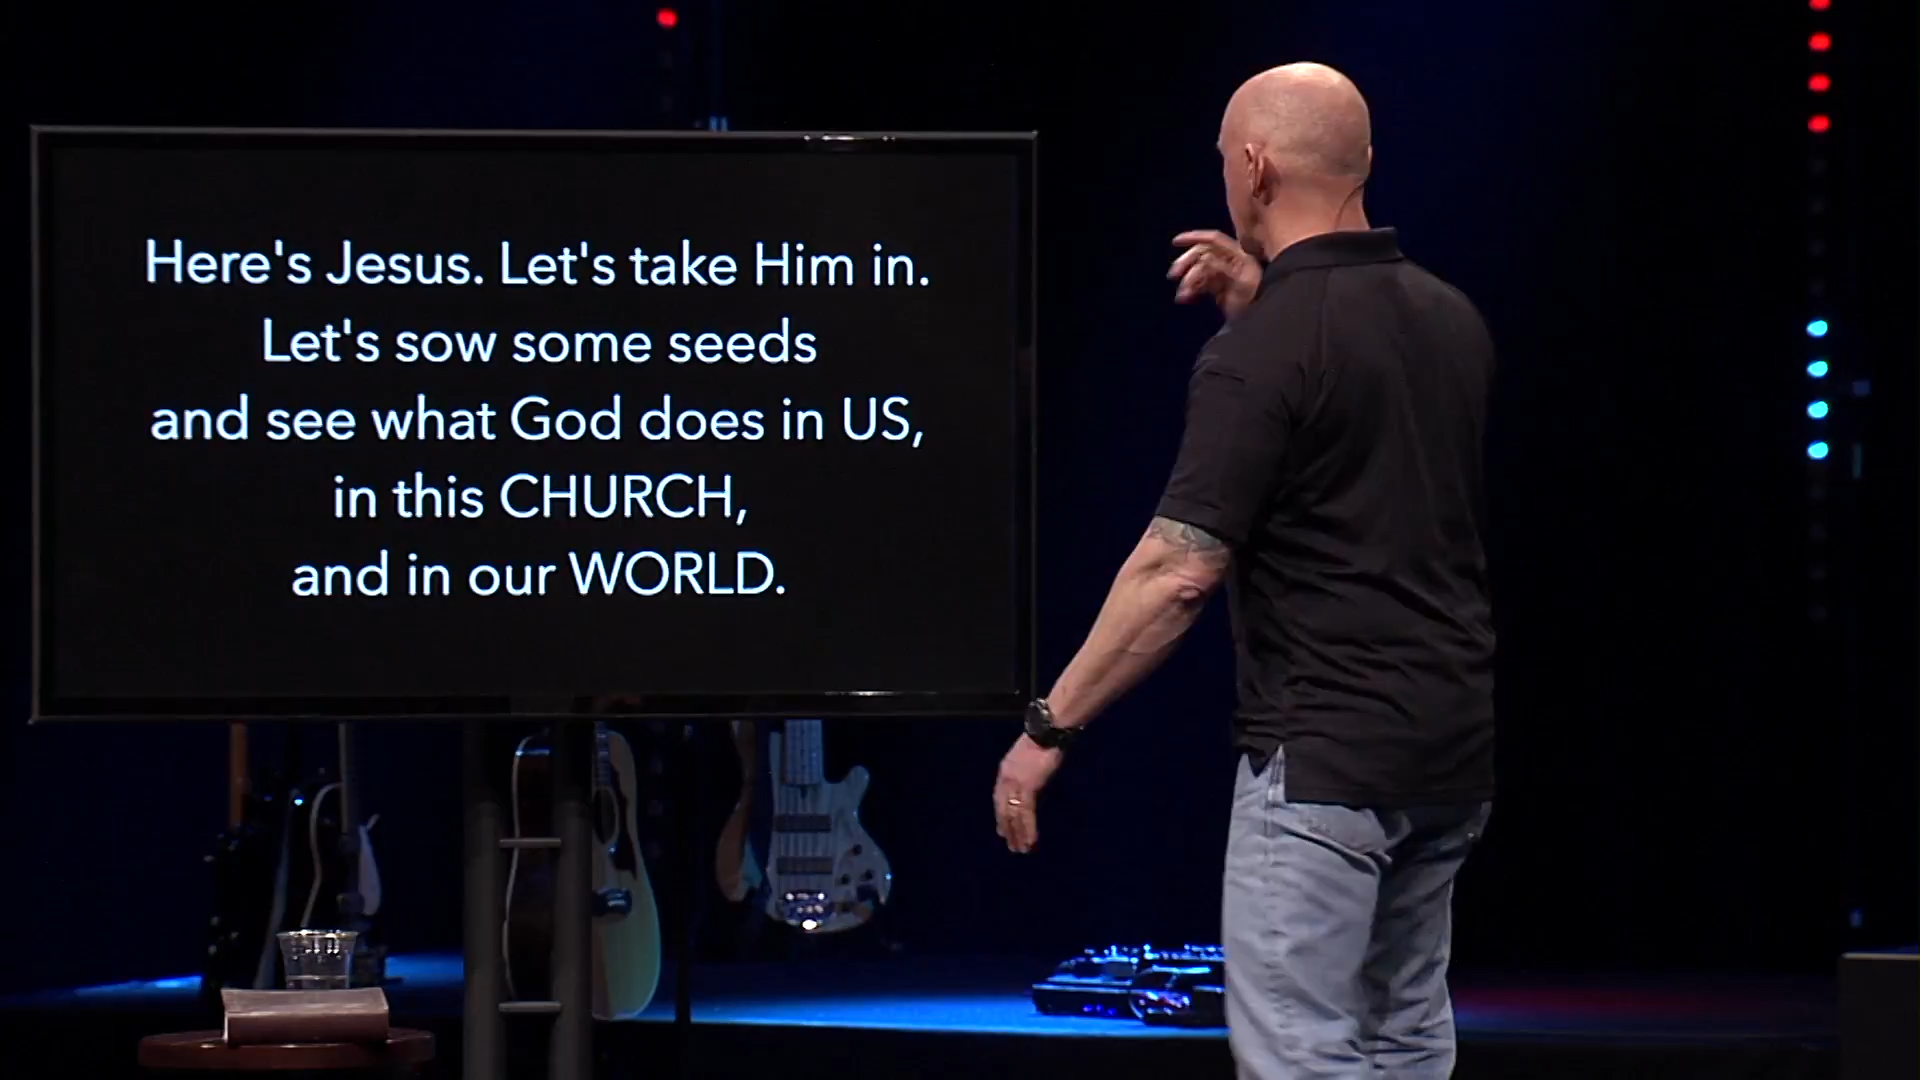 Here's Jesus. Let's take Him in.
Let's sow some seeds
and see what God does in US,
in this CHURCH,
and in our WORLD.